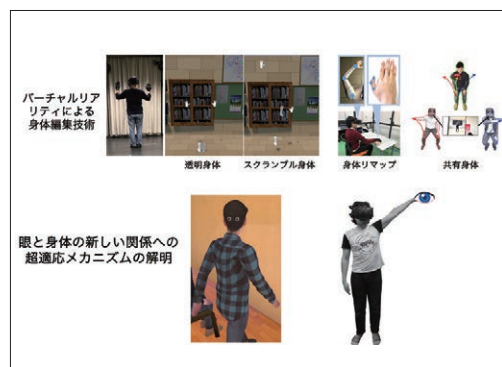 バーチャルリア
リティによる
身体編集技術
透明身体
スクランブル身体
身体リマップ
共有身体
眼と身体の新しい関係への
超適応メカニズムの解明